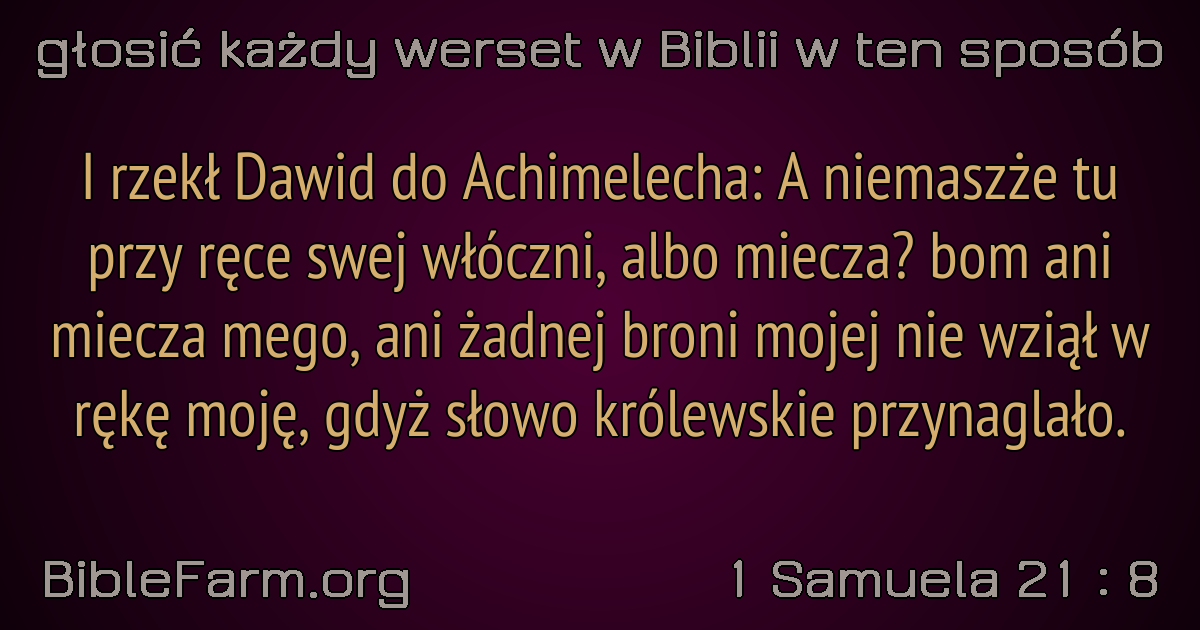 głosić każdy werset w Biblii w ten sposób
I rzekł Dawid do Achimelecha: A niemaszże tu
przy ręce swej włóczni, albo miecza? bom ani
miecza mego, ani żadnej broni mojej nie wziął w
rękę moję, gdyż słowo królewskie przynaglało.
BibleFarm.org
1 Samuela 21 : 8